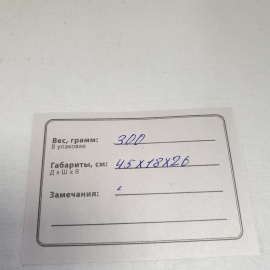 Вес, грамм: 300
В упаковке
Габариты, см: 45х18х26
Д х Ш х В
Замечания: